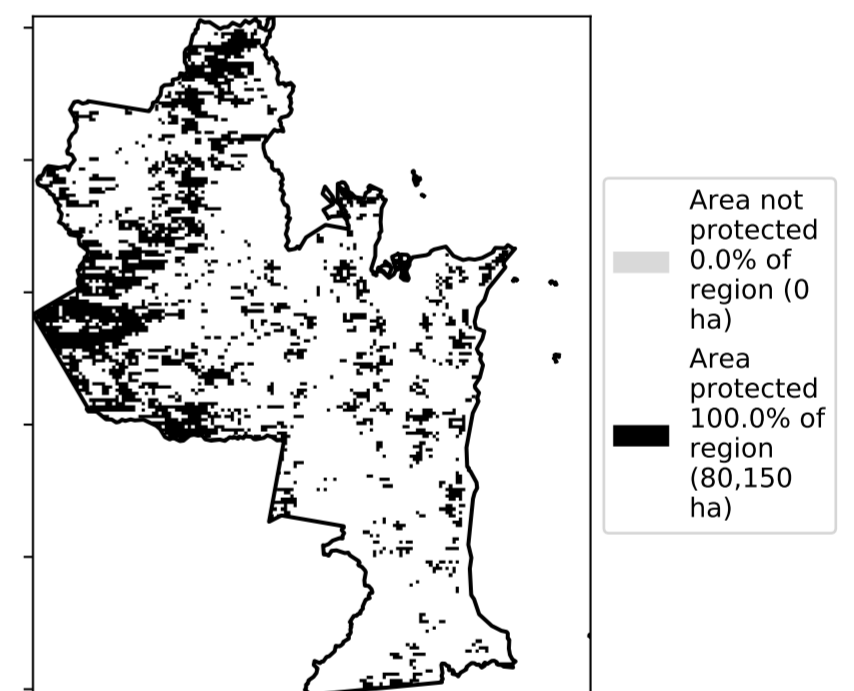 Area not
protected
0.0% of
region (0
ha)
Area
protected
100.0% of
region
(80,150
ha)